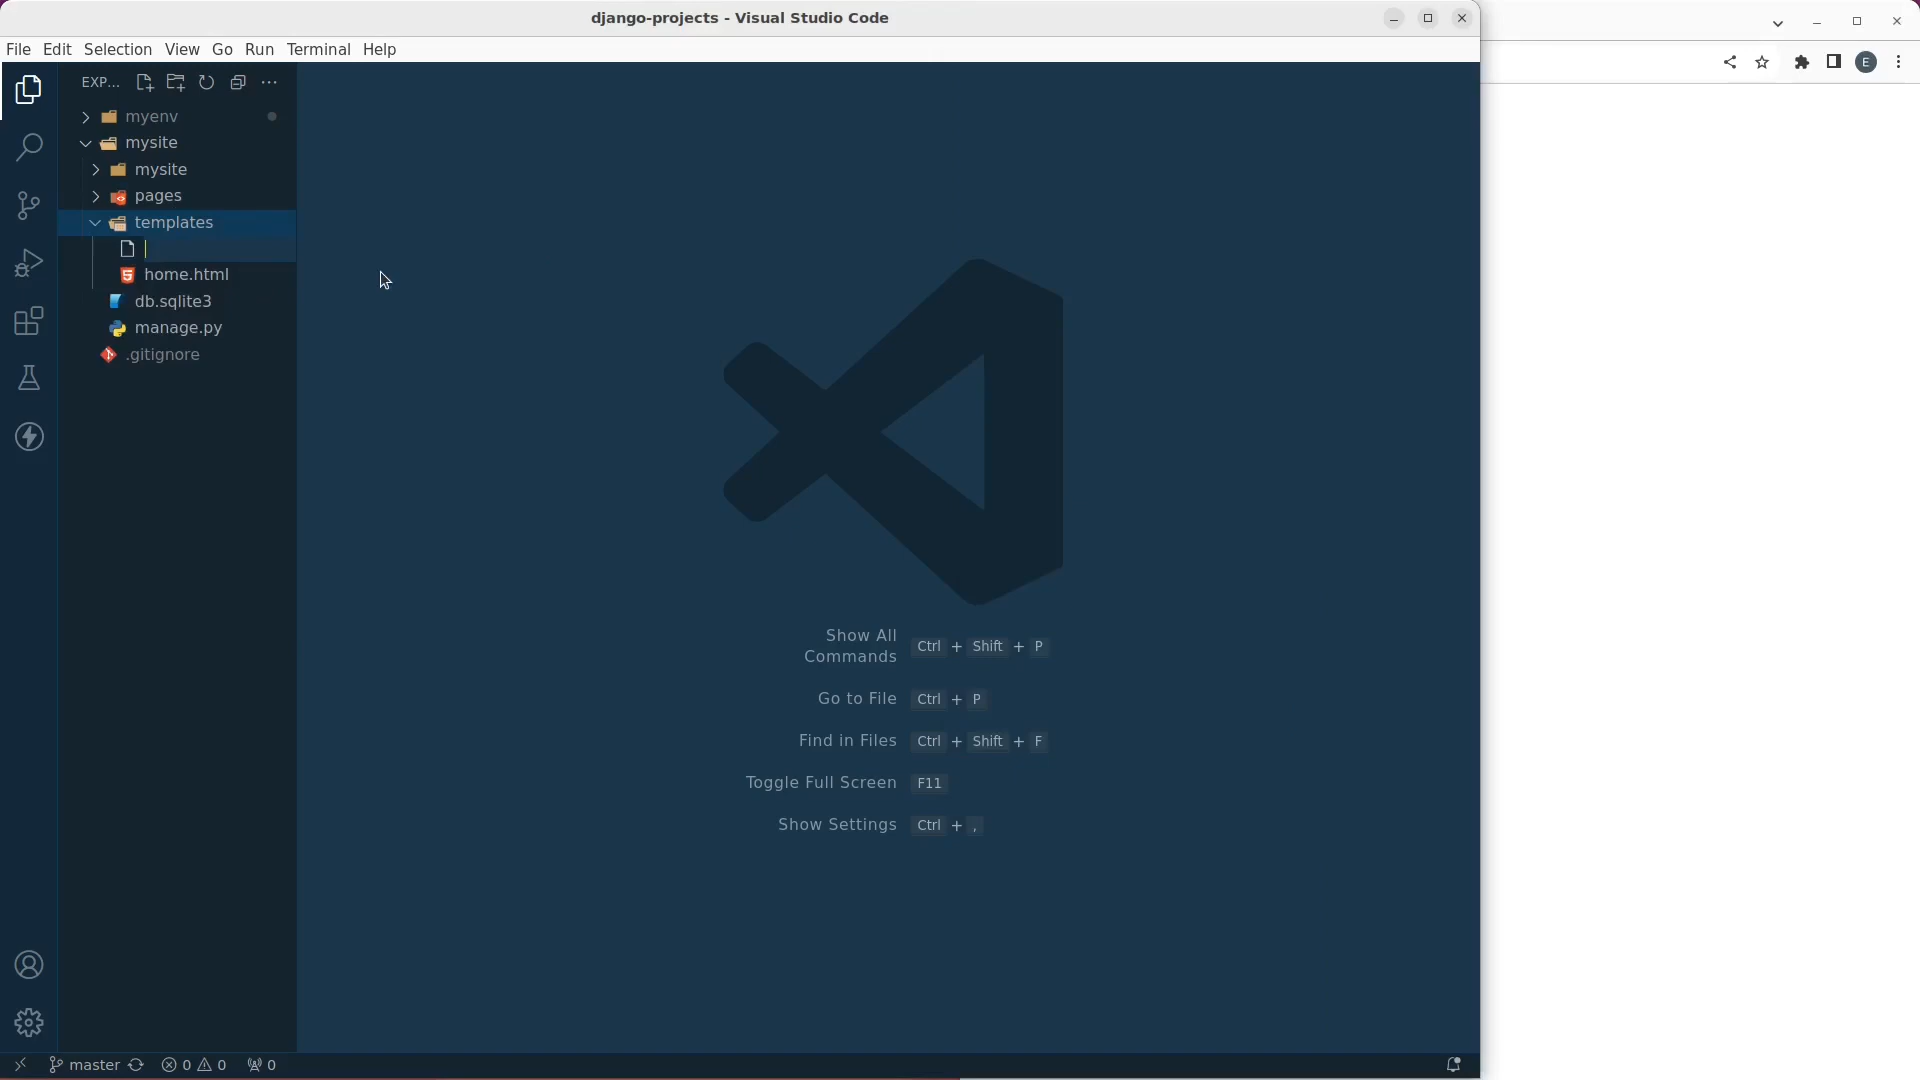 django-projects - Visual Studio Code
File Edit Selection View Go Run Terminal Help
EXP...
E
myenv
mysite
mysite
pages
templates
home.html
db.sqlite3
manage.py
.gitignore
Show All
Commands
Ctrl + Shift + P
Go to File Ctrl + P
Find in Files Ctrl + Shift + F
Toggle Full Screen F11
Show Settings Ctrl + ,
master 0 0 0